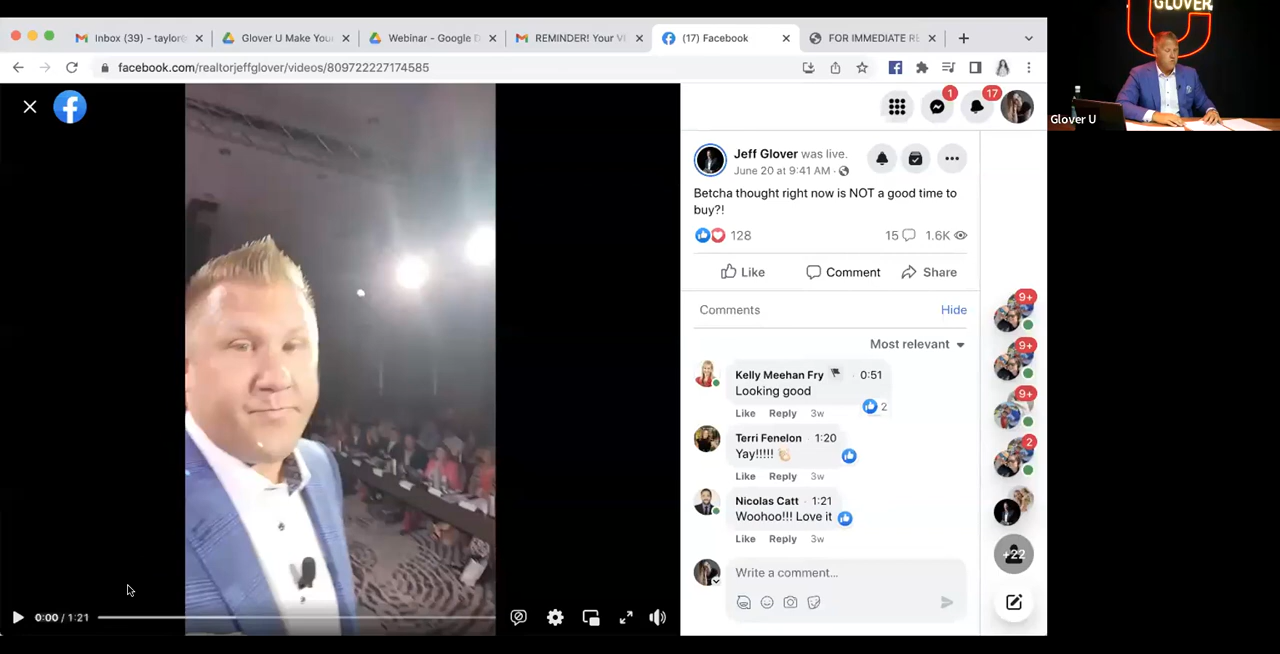 Inbox (39) - taylor@
Glover U Make You
Webinar - Google D
REMINDER! Your Vi
(17) Facebook
FOR IMMEDIATE RE
facebook.com/realtorjeffglover/videos/809722227174585
GLOVER
U
Glover U
1
17
Jeff Glover was live.
June 20 at 9:41 AM ·
Betcha thought right now is NOT a good time to
buy?!
128
15
1.6K
Like
Comment
Share
Comments
Hide
Most relevant
Kelly Meehan Fry · 0:51
Looking good
2
Like Reply 3w
Terri Fenelon · 1:20
Yay!!!!! 👏🏻
Like Reply 3w
Nicolas Catt · 1:21
Woohoo!!! Love it
Like Reply 3w
Write a comment...
9+
9+
9+
2
+22
0:00 / 1:21